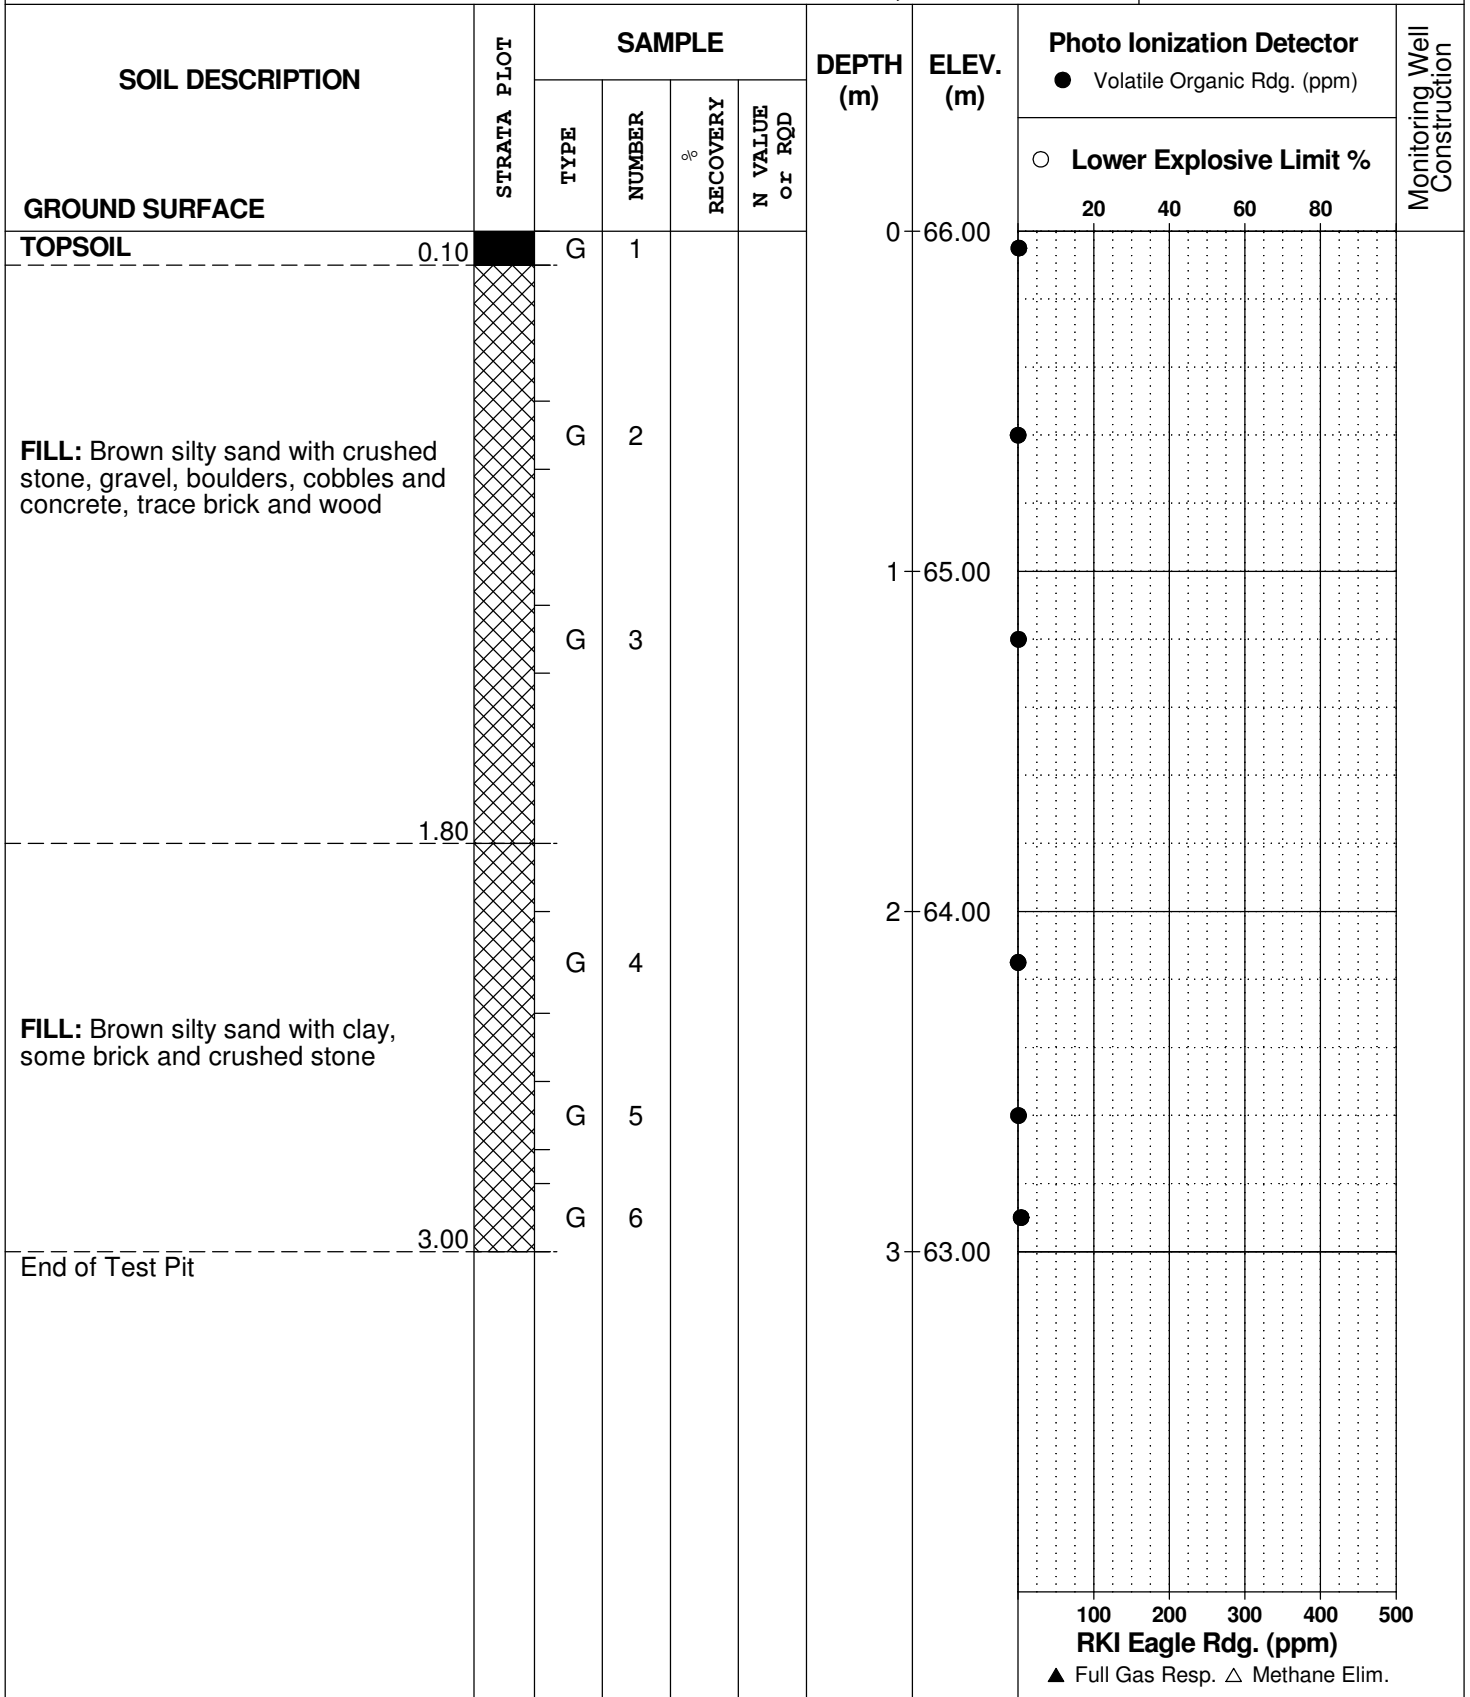 SOIL DESCRIPTION
GROUND SURFACE
STRATA PLOT
SAMPLE
TYPE
NUMBER
%
RECOVERY
N VALUE
or RQD
DEPTH
(m)
ELEV.
(m)
Photo Ionization Detector
● Volatile Organic Rdg. (ppm)
○ Lower Explosive Limit %
20 40 60 80
Monitoring Well
Construction
TOPSOIL 0.10 G 1
0 66.00
FILL: Brown silty sand with crushed
stone, gravel, boulders, cobbles and
concrete, trace brick and wood
G 2
1 65.00
G 3
1.80
2 64.00
G 4
FILL: Brown silty sand with clay,
some brick and crushed stone
G 5
G 6
3.00
3 63.00
End of Test Pit
100 200 300 400 500
RKI Eagle Rdg. (ppm)
▲ Full Gas Resp. △ Methane Elim.